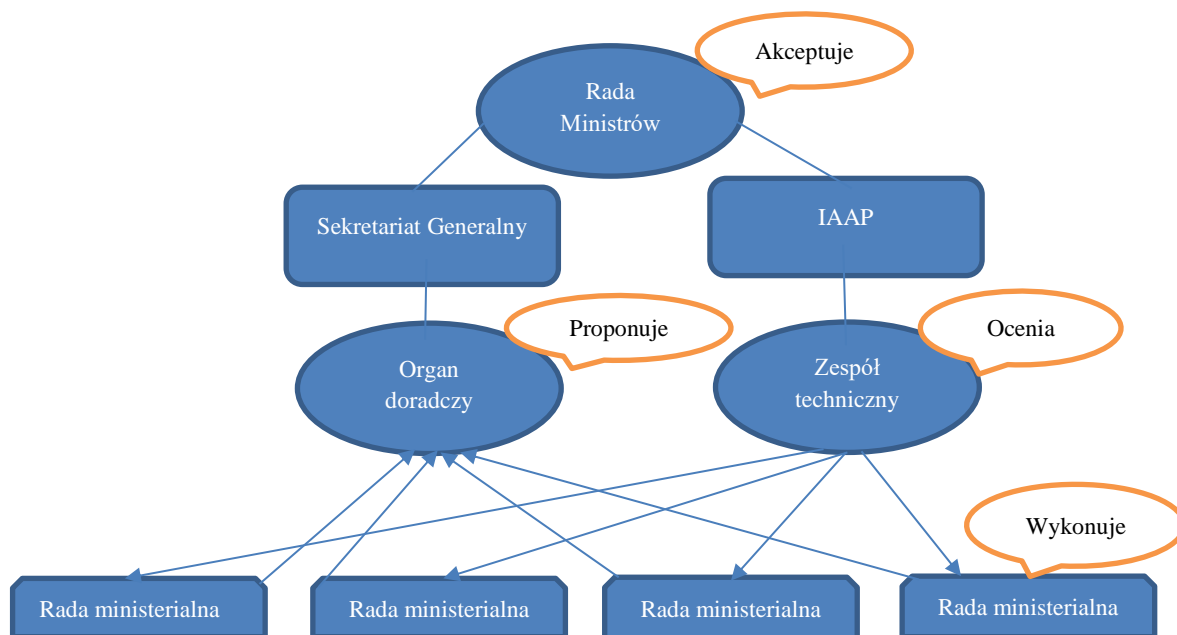 Akceptuje
Rada
Ministrów
Sekretariat Generalny
IAAP
Proponuje
Ocenia
Organ
doradczy
Zespół
techniczny
Wykonuje
Rada ministerialna
Rada ministerialna
Rada ministerialna
Rada ministerialna